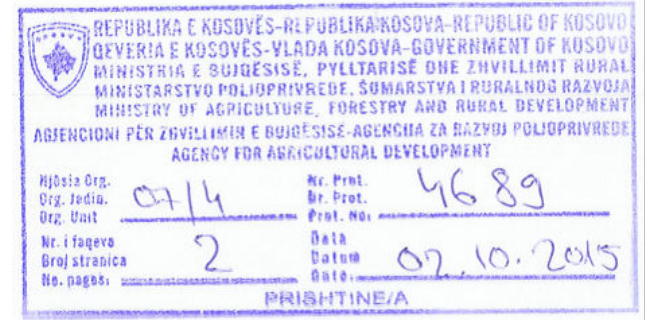 REPUBLIKA E KOSOVËS-REPUBLIKA KOSOVA-REPUBLIC OF KOSOVO
QEVERIA E KOSOVËS-VLADA KOSOVA-GOVERNMENT OF KOSOVO
MINISTRIA E BUJQËSISË, PYLLTARISË DHE ZHVILLIMIT RURAL
MINISTARSTVO POLJOPRIVREDE, ŠUMARSTVA I RURALNOG RAZVOJA
MINISTRY OF AGRICULTURE, FORESTRY AND RURAL DEVELOPMENT
AGJENCIONI PËR ZHVILLIMIN E BUJQËSISË-AGENCIJA ZA RAZVOJ POLJOPRIVREDE
AGENCY FOR AGRICULTURAL DEVELOPMENT
Njësia Org. Nr. Prot.
Org. Jedin. 07/4 Br. Prot. 4689
Org. Unit Prot. No:
Nr. i faqeve Data
Broj stranica 2 Datum 02.10.2015
No. pages: Date:
PRISHTINE/A